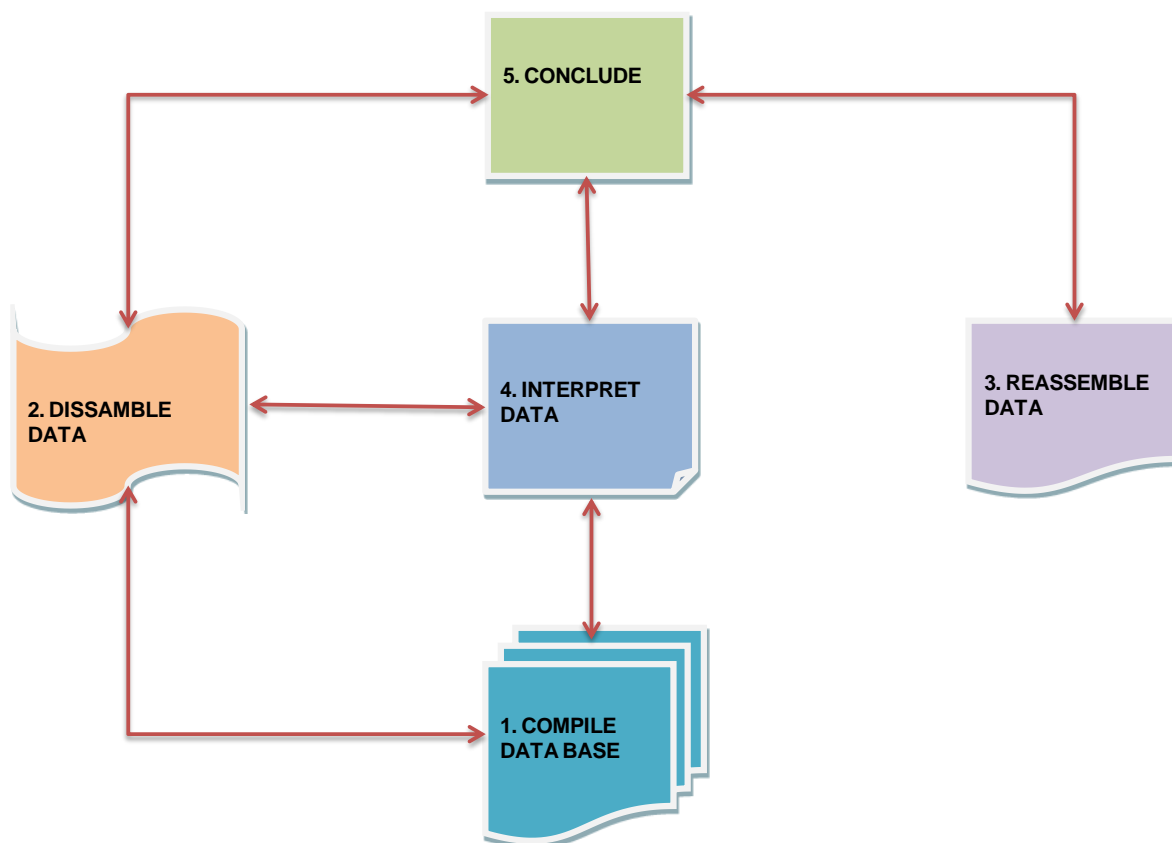 5. CONCLUDE
2. DISSAMBLE
DATA
4. INTERPRET
DATA
3. REASSEMBLE
DATA
1. COMPILE
DATA BASE